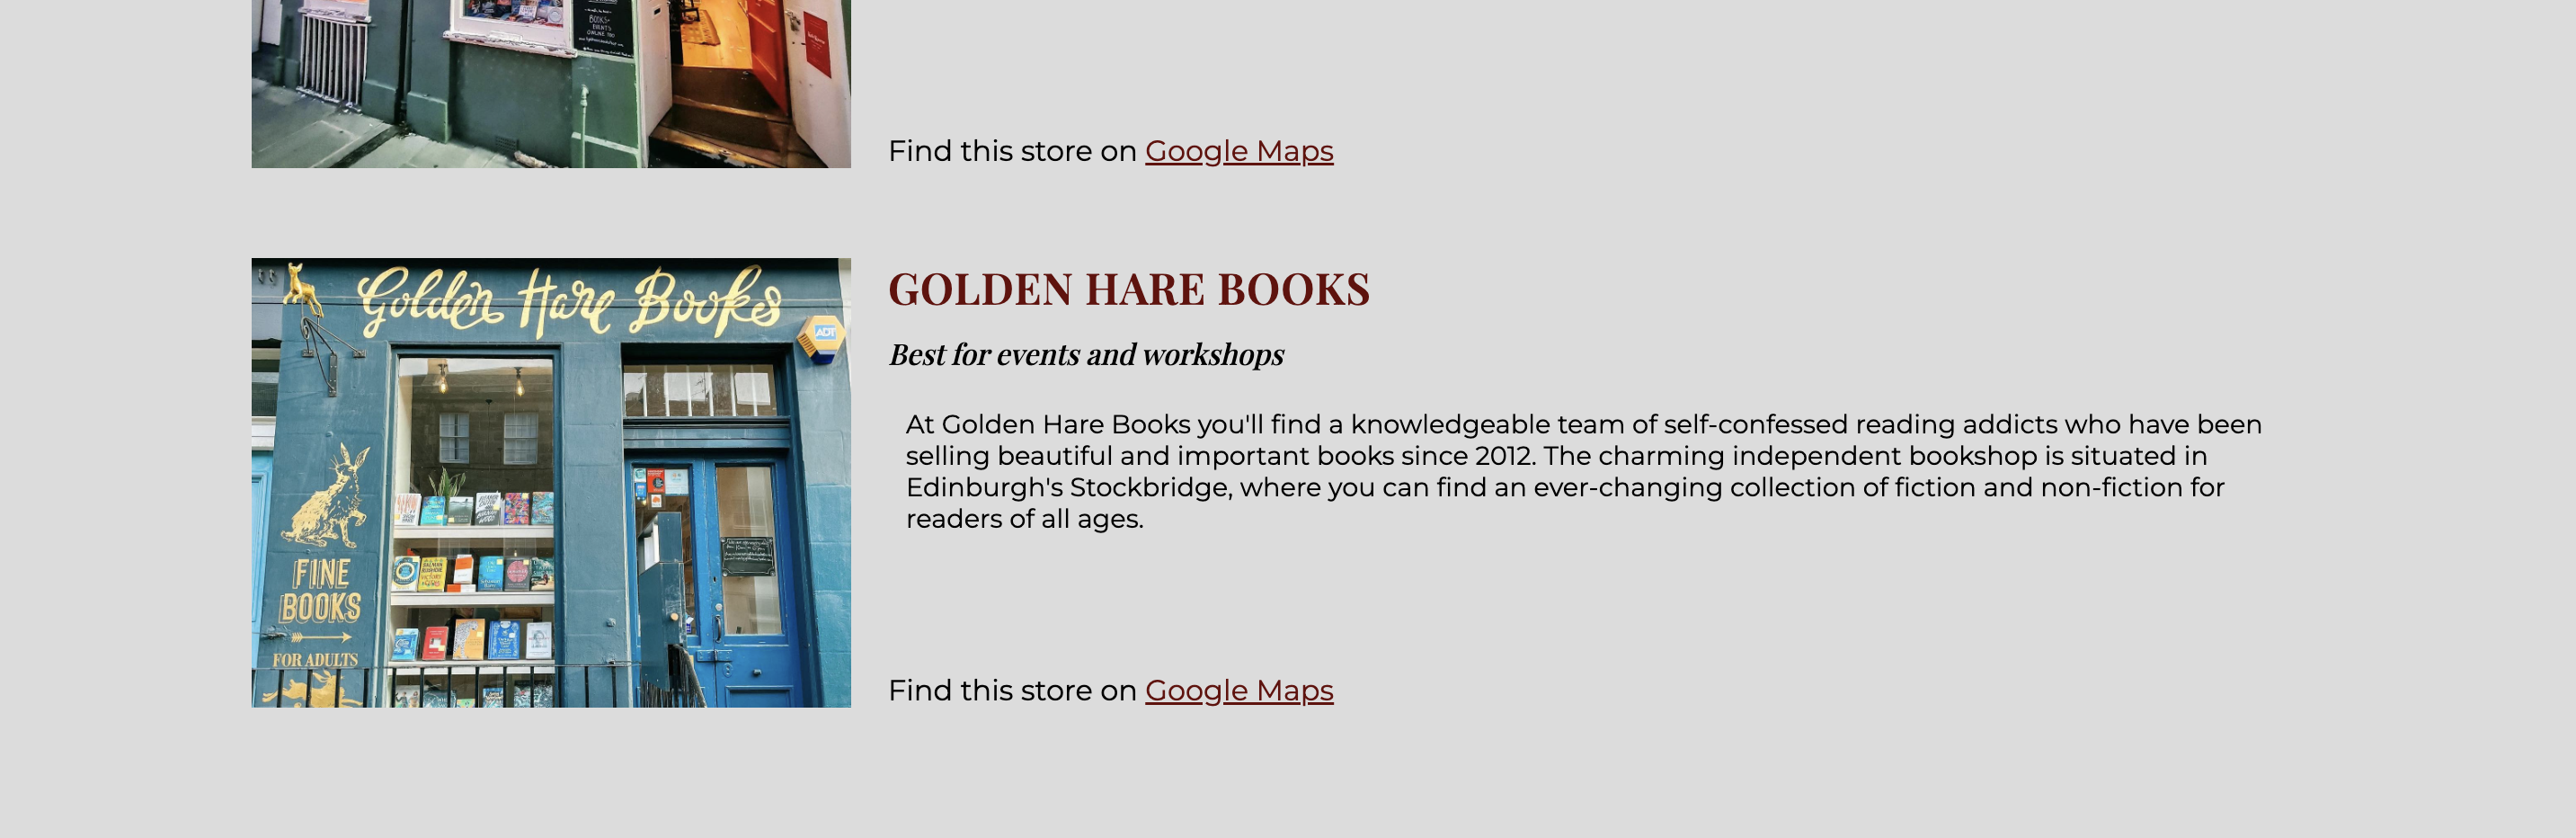 BOOKS
EVENTS
ONLINE TOO
Find this store on Google Maps
Golden Hare Books
ADT
FINE
BOOKS
FOR ADULTS
GOLDEN HARE BOOKS
Best for events and workshops
At Golden Hare Books you'll find a knowledgeable team of self-confessed reading addicts who have been
selling beautiful and important books since 2012. The charming independent bookshop is situated in
Edinburgh's Stockbridge, where you can find an ever-changing collection of fiction and non-fiction for
readers of all ages.
Find this store on Google Maps